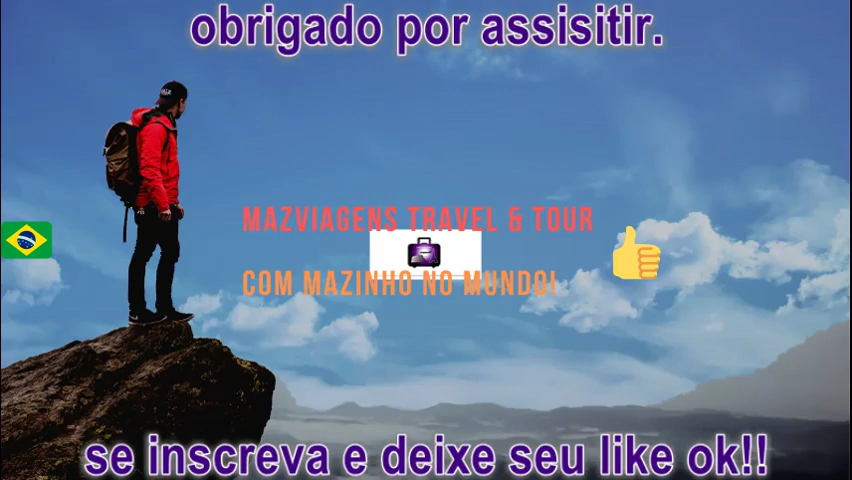 obrigado por assisitir.
MAZVIAGENS TRAVEL & TOUR
COM MAZINHO NO MUNDO!
se inscreva e deixe seu like ok!!